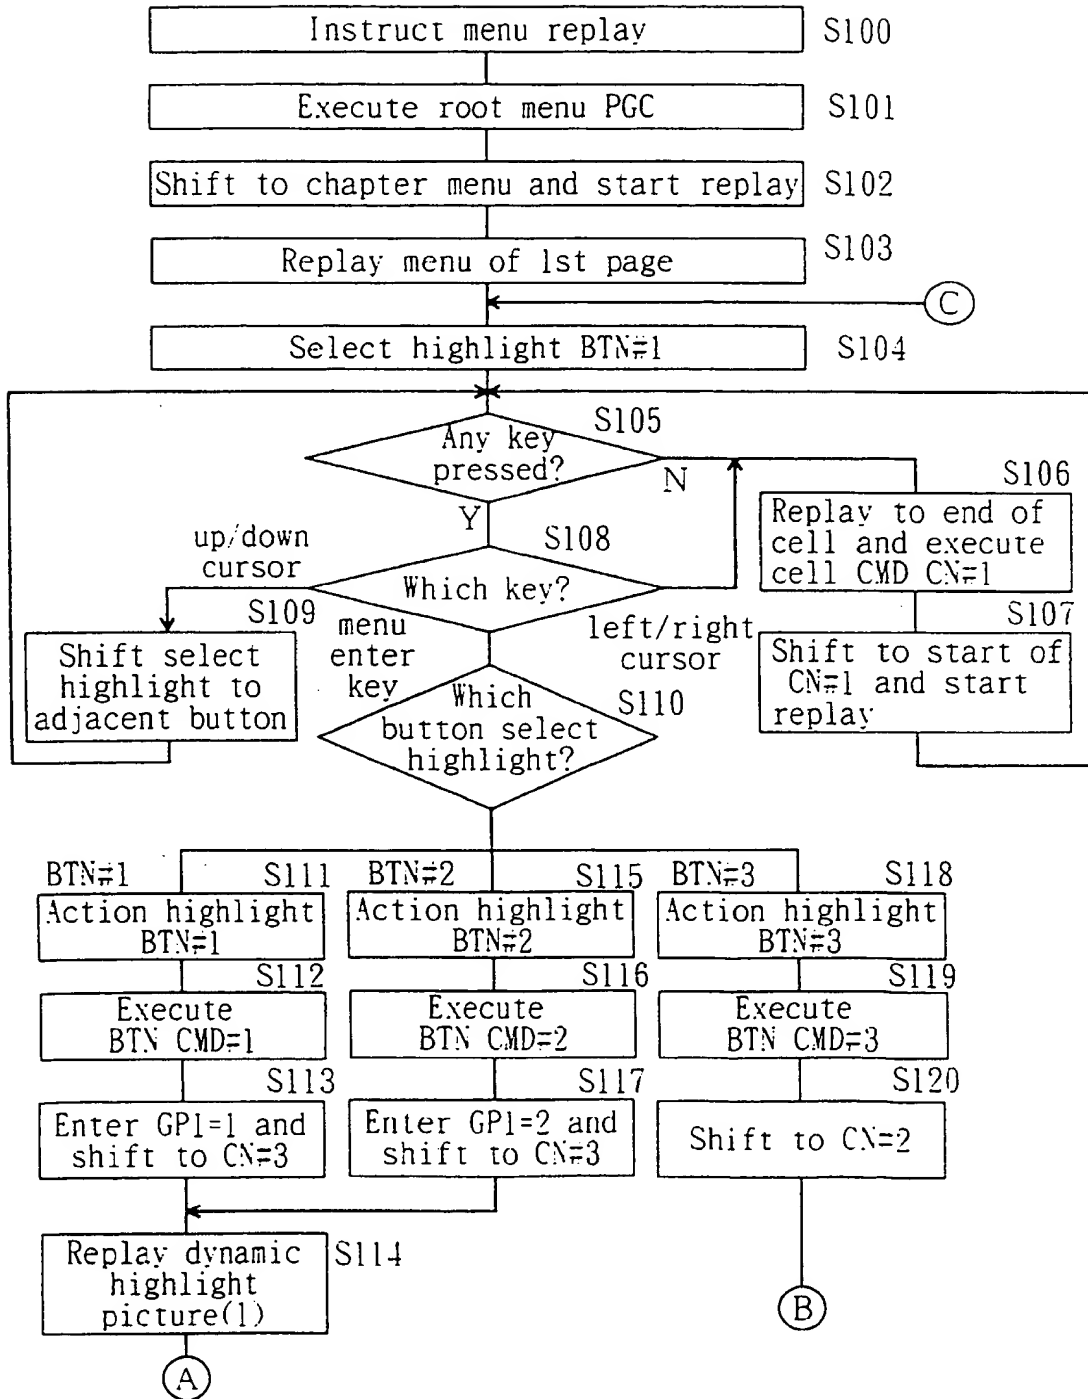 Instruct menu replay S100
Execute root menu PGC S101
Shift to chapter menu and start replay S102
Replay menu of 1st page S103
C
Select highlight BTN#1 S104
S105
Any key
pressed?
N
Y
S106
Replay to end of
cell and execute
cell CMD CN#1
S107
Shift to start of
CN#1 and start
replay
S108
Which key?
up/down
cursor
S109
Shift select
highlight to
adjacent button
menu
enter
key
left/right
cursor
S110
Which
button select
highlight?
BTN#1 S111
Action highlight
BTN#1
S112
Execute
BTN CMD#1
S113
Enter GP1=1 and
shift to CN#3
BTN#2 S115
Action highlight
BTN#2
S116
Execute
BTN CMD#2
S117
Enter GP1=2 and
shift to CN#3
BTN#3 S118
Action highlight
BTN#3
S119
Execute
BTN CMD#3
S120
Shift to CN#2
Replay dynamic
highlight
picture(1)
S114
B
A